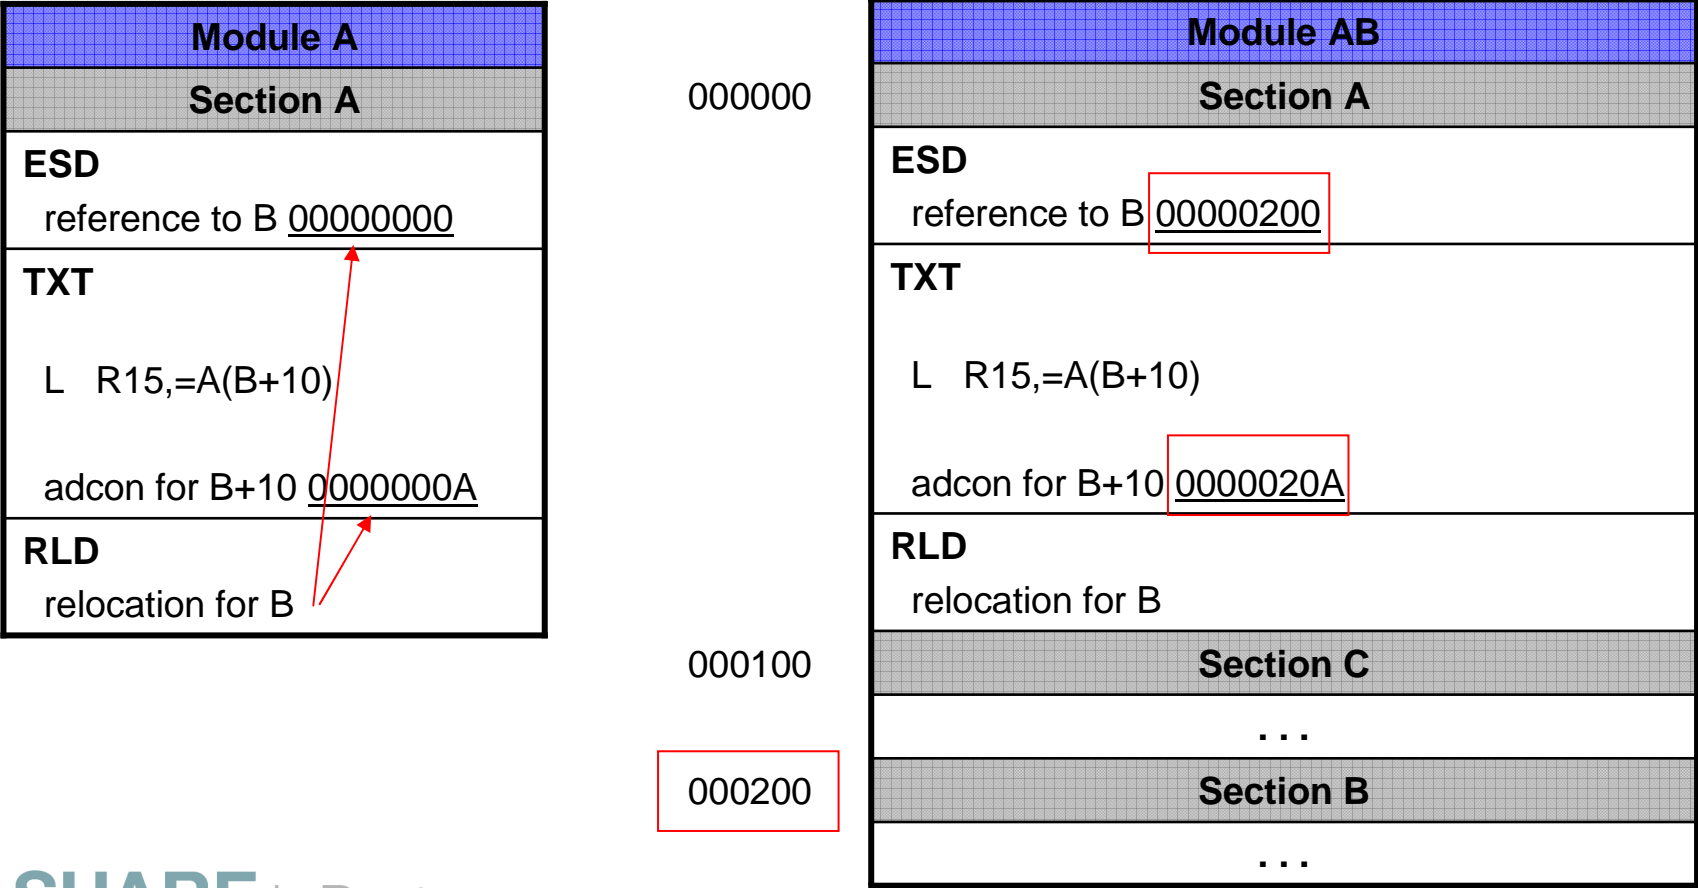 Module A
Section A
ESD
reference to B 00000000
TXT
L R15,=A(B+10)
adcon for B+10 0000000A
RLD
relocation for B
000000
000100
000200
Module AB
Section A
ESD
reference to B 00000200
TXT
L R15,=A(B+10)
adcon for B+10 0000020A
RLD
relocation for B
Section C
. . .
Section B
. . .
SHARE